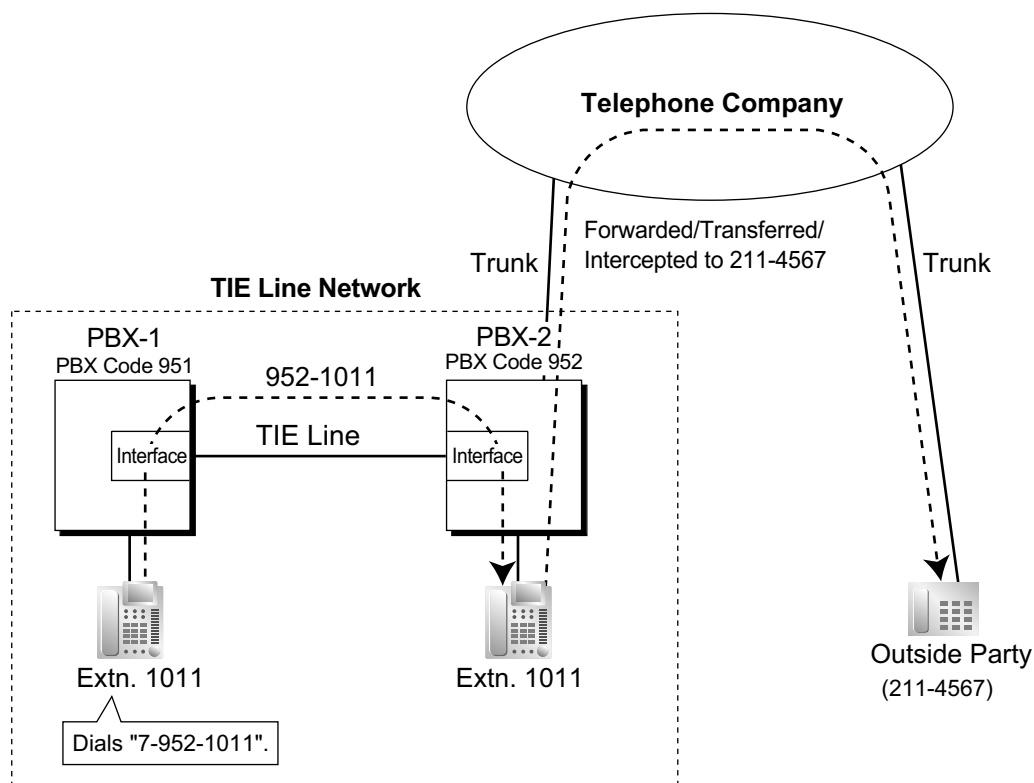 Telephone Company
Forwarded/Transferred/
Intercepted to 211-4567
Trunk
Trunk
TIE Line Network
PBX-1
PBX Code 951
PBX-2
PBX Code 952
952-1011
TIE Line
Interface
Interface
Extn. 1011
Extn. 1011
Outside Party
(211-4567)
Dials "7-952-1011".